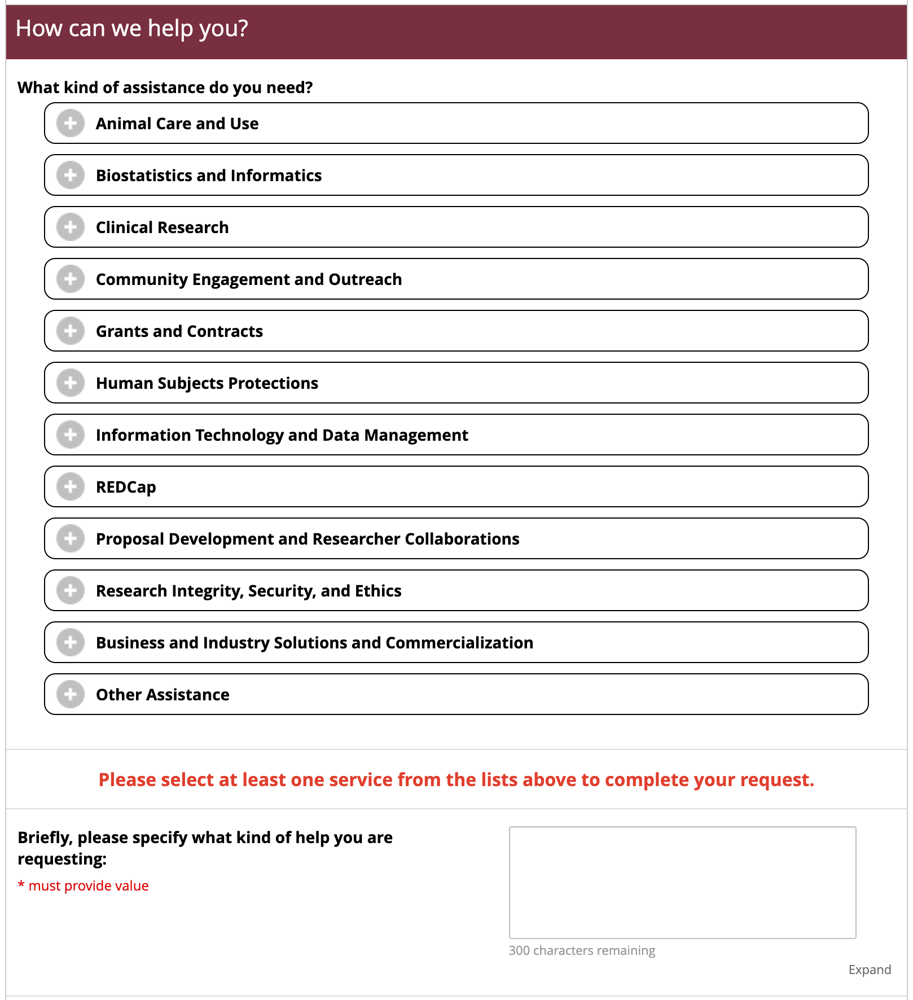 How can we help you?
What kind of assistance do you need?
Animal Care and Use
Biostatistics and Informatics
Clinical Research
Community Engagement and Outreach
Grants and Contracts
Human Subjects Protections
Information Technology and Data Management
REDCap
Proposal Development and Researcher Collaborations
Research Integrity, Security, and Ethics
Business and Industry Solutions and Commercialization
Other Assistance
Please select at least one service from the lists above to complete your request.
Briefly, please specify what kind of help you are
requesting:
* must provide value
300 characters remaining
Expand